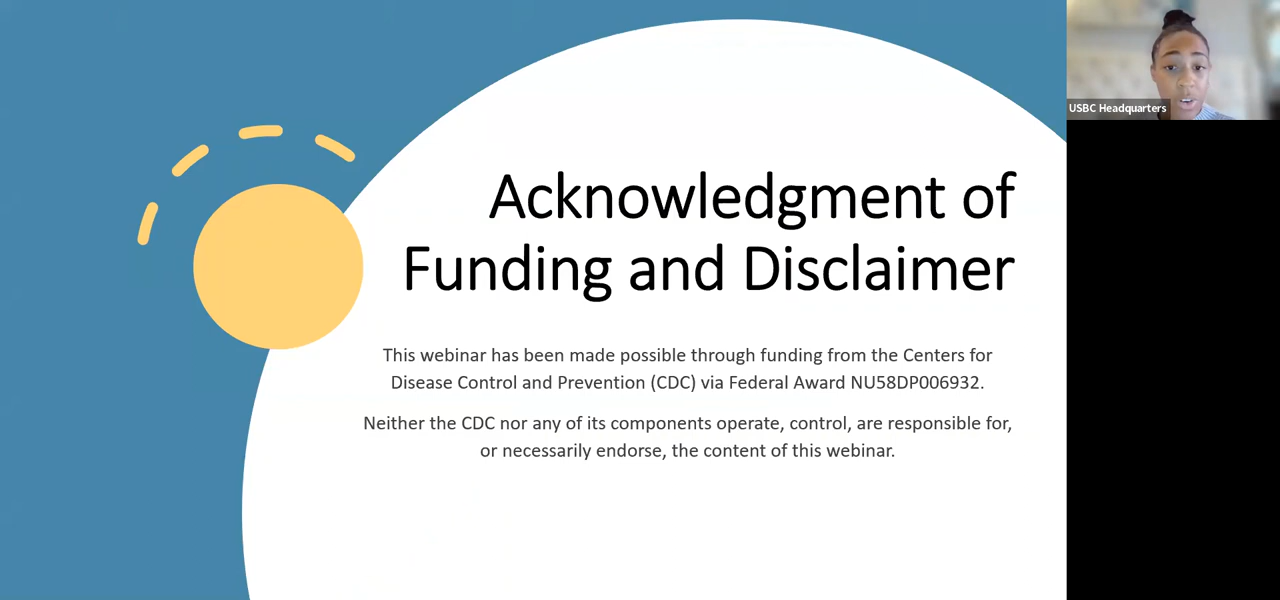 Acknowledgment of
Funding and Disclaimer
This webinar has been made possible through funding from the Centers for
Disease Control and Prevention (CDC) via Federal Award NU58DP006932.
Neither the CDC nor any of its components operate, control, are responsible for,
or necessarily endorse, the content of this webinar.
USBC Headquarters